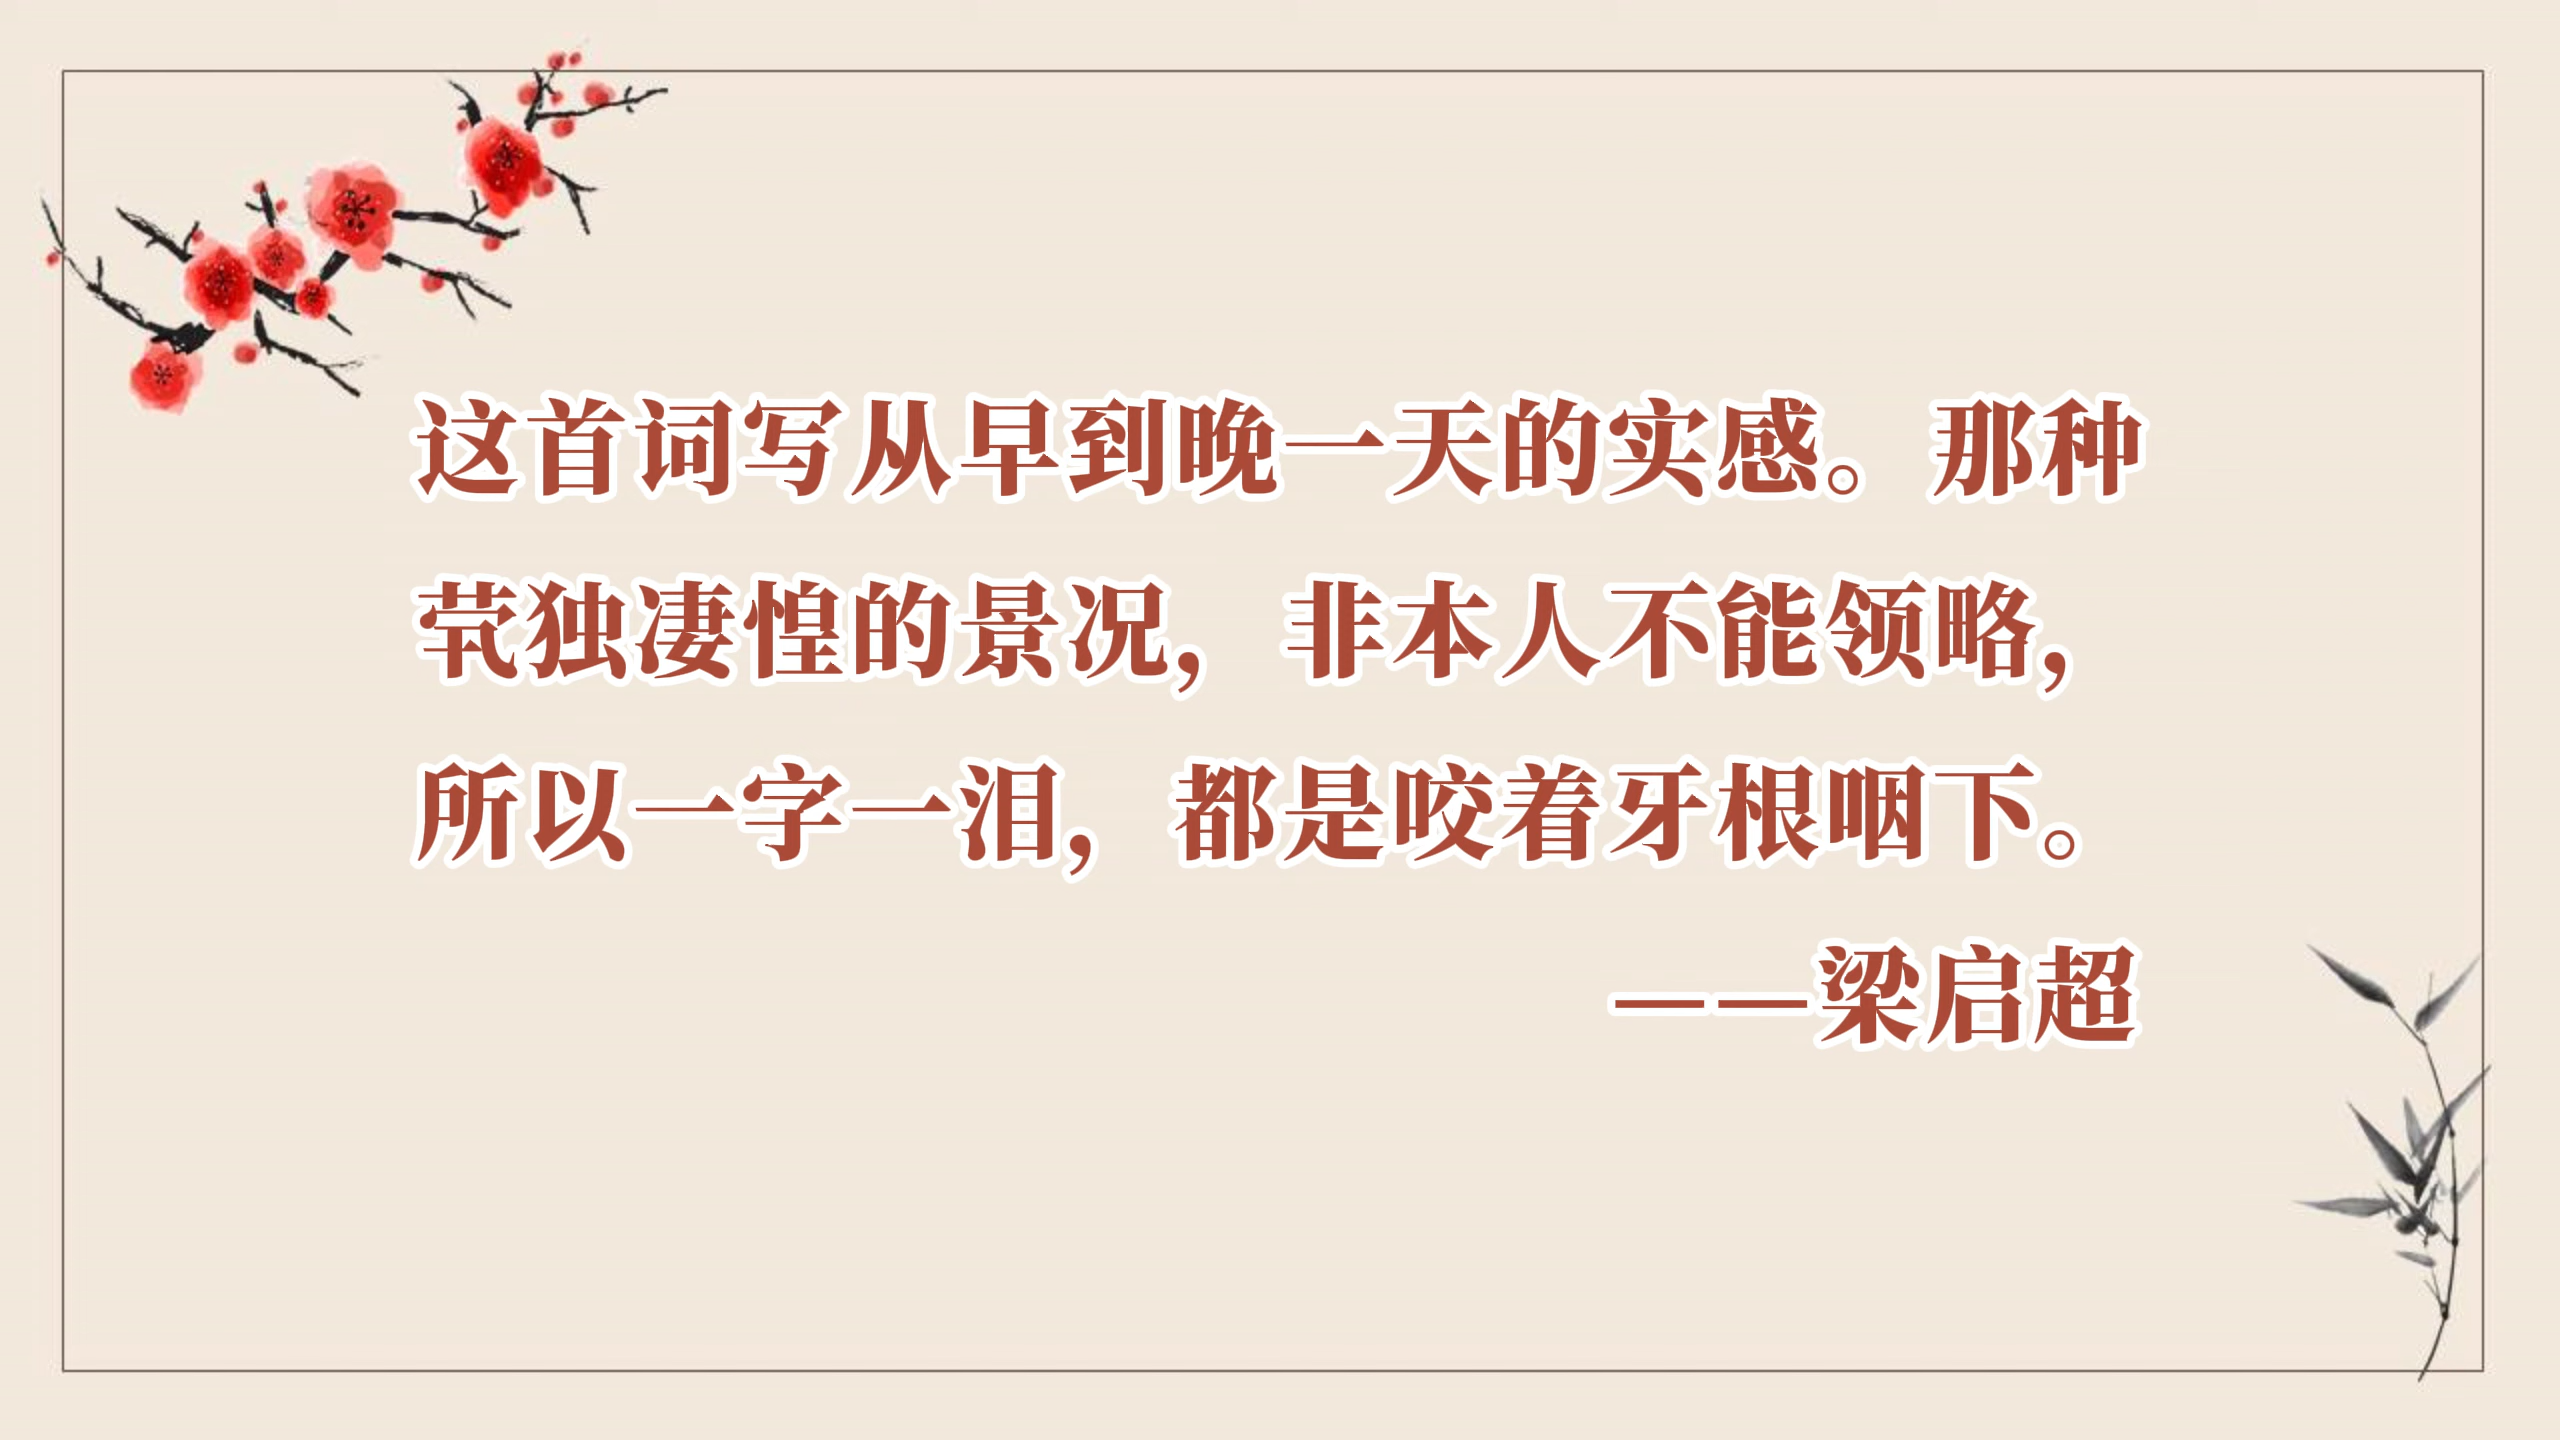 这首词写从早到晚一天的实感。那种
茕独凄惶的景况，非本人不能领略，
所以一字一泪，都是咬着牙根咽下。
——梁启超